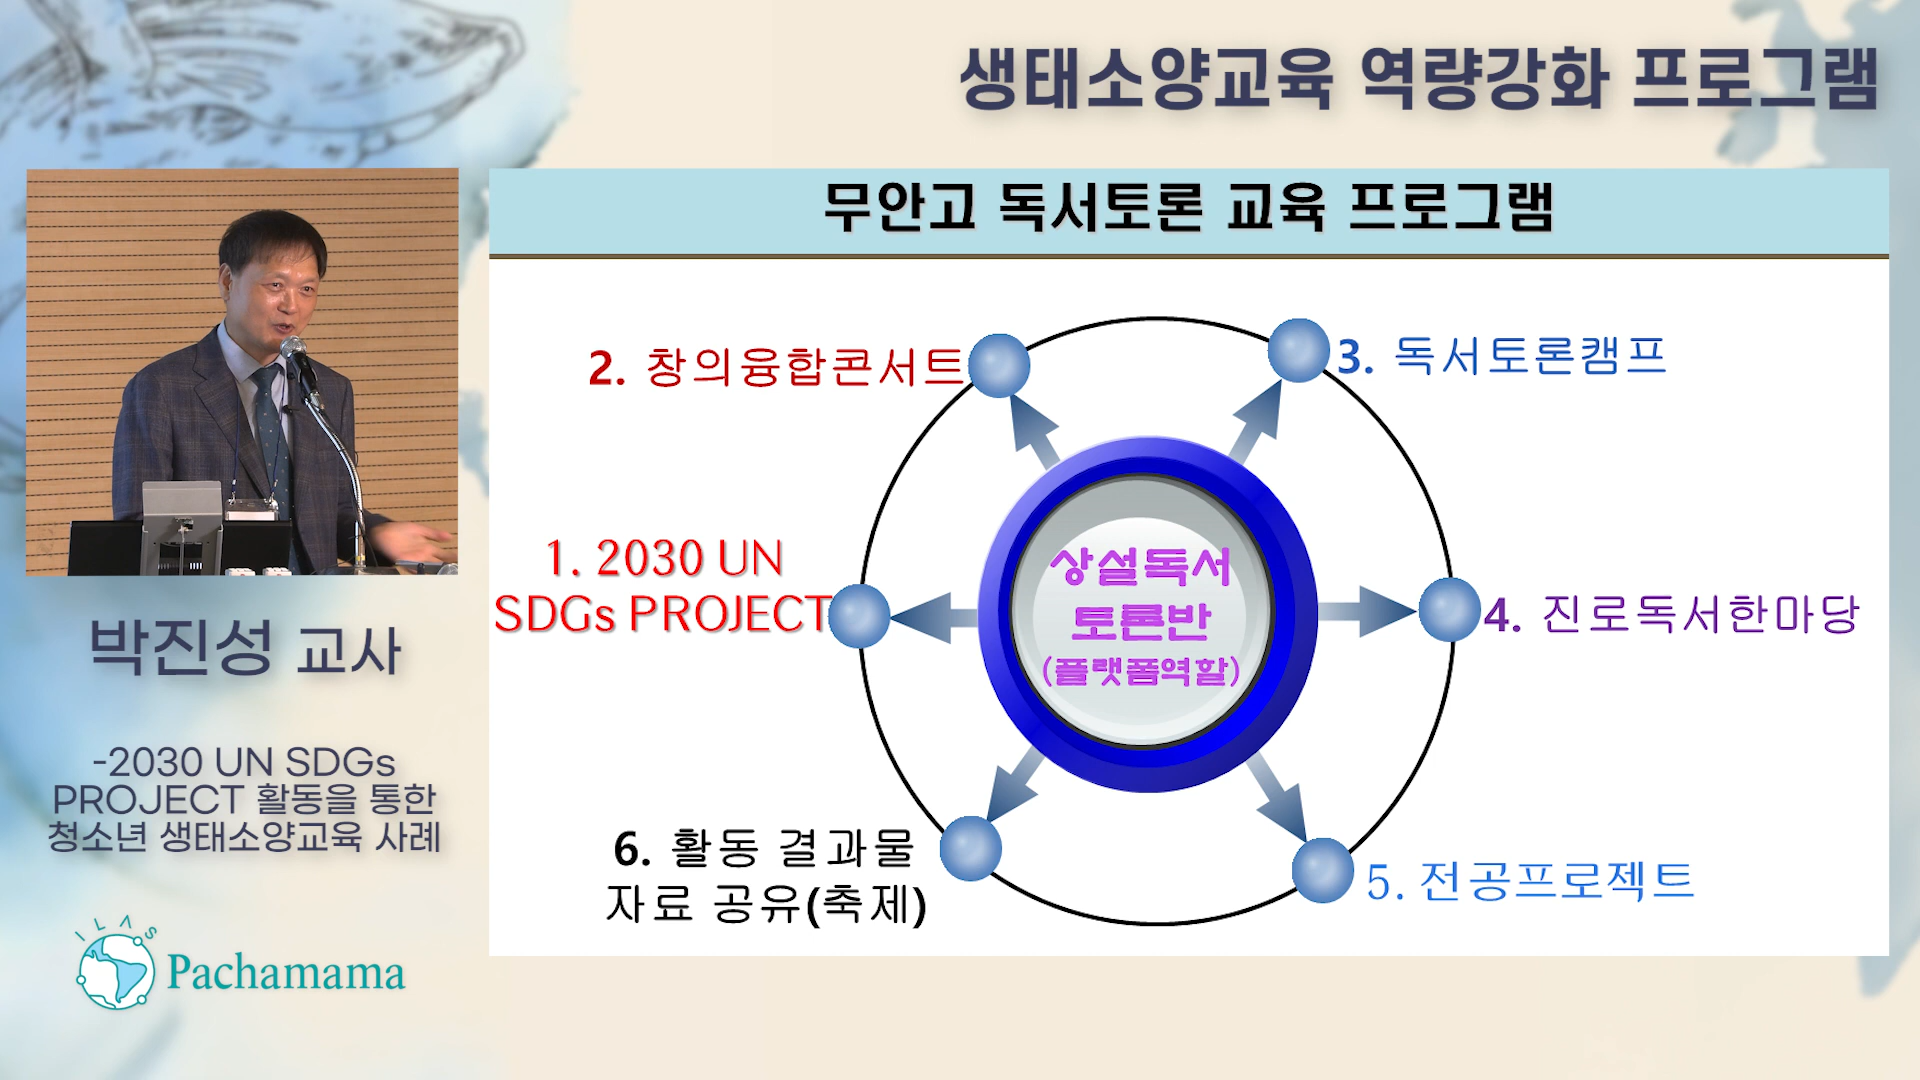 생태소양교육 역량강화 프로그램
무안고 독서토론 교육 프로그램
2. 창의융합콘서트
3. 독서토론캠프
1. 2030 UN
SDGs PROJECT
상설독서
토론반
(플랫폼역할)
4. 진로독서한마당
6. 활동 결과물
자료 공유(축제)
5. 전공프로젝트
박진성 교사
-2030 UN SDGs
PROJECT 활동을 통한
청소년 생태소양교육 사례
ILAS
Pachamama